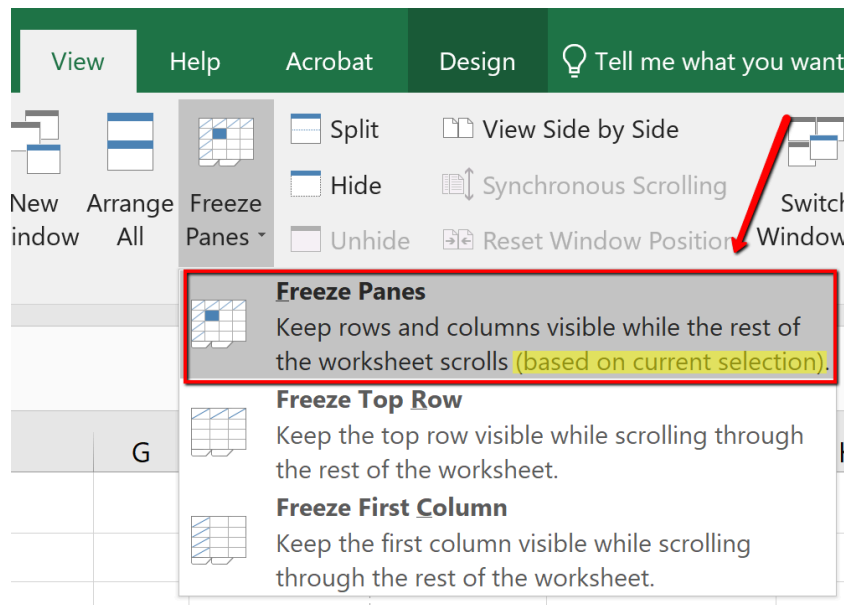 View Help Acrobat Design Tell me what you want
New Arrange Freeze Split View Side by Side
indow All Panes Hide Synchronous Scrolling Switch
Unhide Reset Window Position Window
Freeze Panes
Keep rows and columns visible while the rest of
the worksheet scrolls (based on current selection).
Freeze Top Row
Keep the top row visible while scrolling through
the rest of the worksheet.
Freeze First Column
Keep the first column visible while scrolling
through the rest of the worksheet.
G